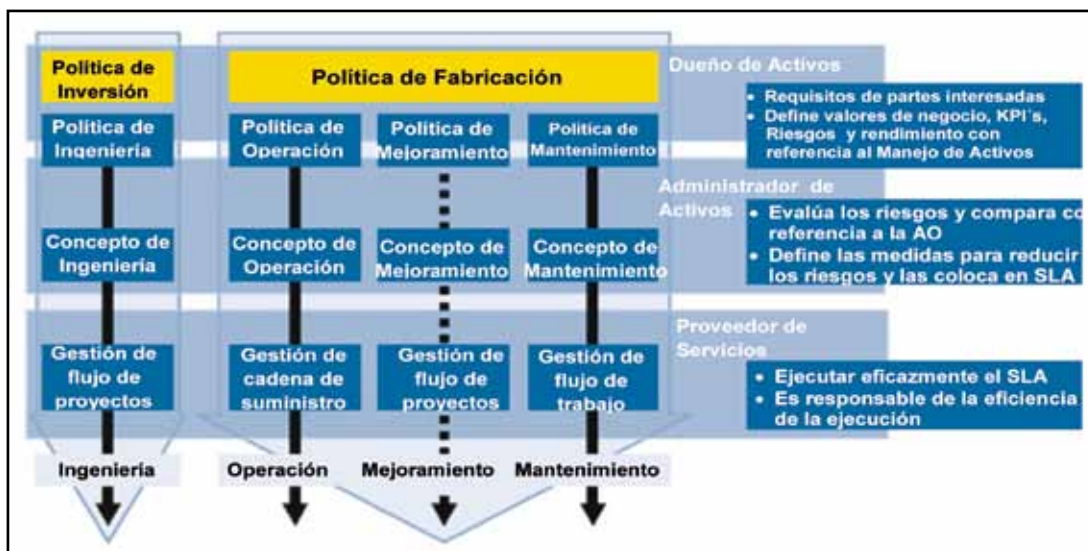 Política de
Inversión
Política de Fabricación
Dueño de Activos
• Requisitos de partes interesadas
• Define valores de negocio, KPI´s,
Riesgos y rendimiento con
referencia al Manejo de Activos
Política de
Ingeniería
Política de
Operación
Política de
Mejoramiento
Política de
Mantenimiento
Administrador de
Activos
• Evalúa los riesgos y compara co
referencia a la AO
• Define las medidas para reducir
los riesgos y las coloca en SLA
Concepto de
Ingeniería
Concepto de
Operación
Concepto de
Mejoramiento
Concepto de
Mantenimiento
Proveedor de
Servicios
• Ejecutar eficazmente el SLA
• Es responsable de la eficiencia
de la ejecución
Gestión de
flujo de
proyectos
Gestión de
cadena de
suministro
Gestión de
flujo de
proyectos
Gestión de
flujo de
trabajo
Ingeniería
Operación
Mejoramiento
Mantenimiento